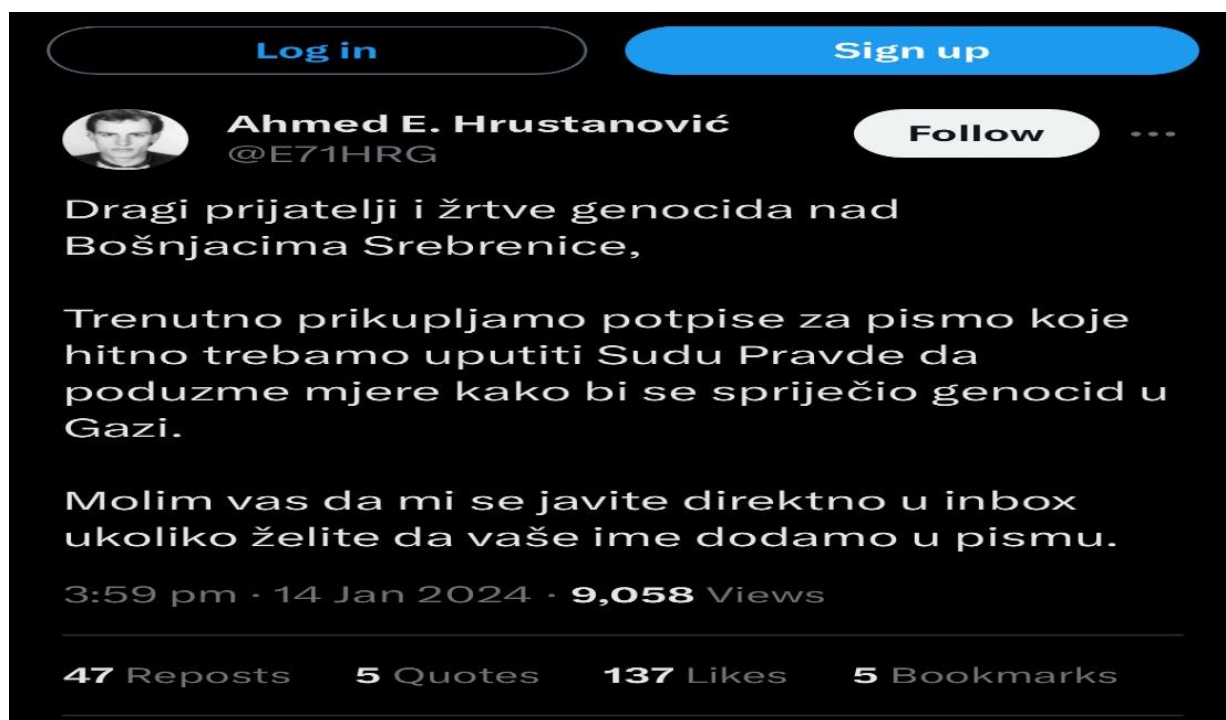 Log in Sign up
Ahmed E. Hrustanović
Follow ...
@E71HRG
Dragi prijatelji i žrtve genocida nad
Bošnjacima Srebrenice,
Trenutno prikupljamo potpise za pismo koje
hitno trebamo uputiti Sudu Pravde da
poduzme mjere kako bi se spriječio genocid u
Gazi.
Molim vas da mi se javite direktno u inbox
ukoliko želite da vaše ime dodamo u pismu.
3:59 pm · 14 Jan 2024 · 9,058 Views
47 Reposts 5 Quotes 137 Likes 5 Bookmarks